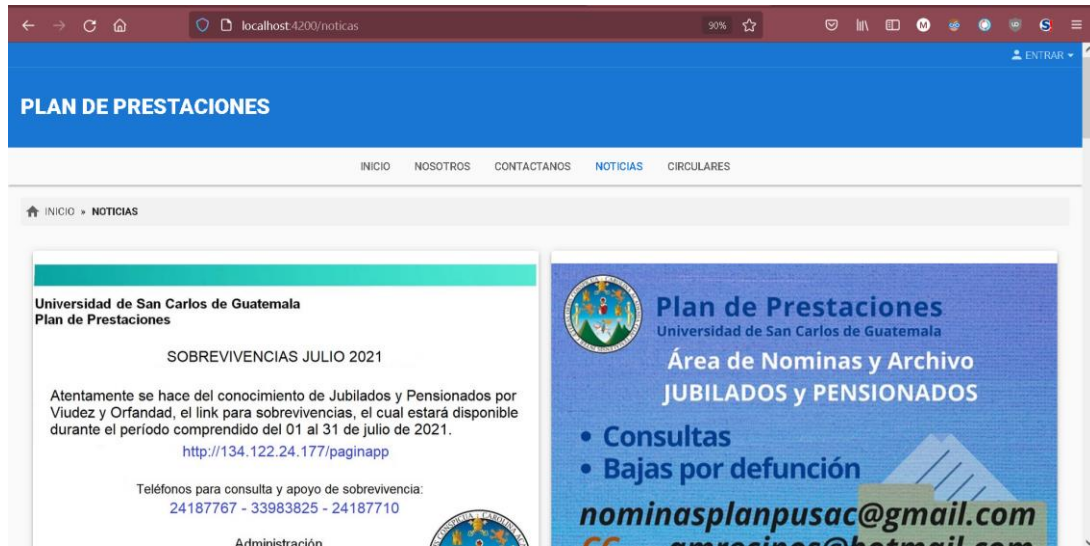 localhost:4200/noticas
90%
ENTRAR
PLAN DE PRESTACIONES
INICIO NOSOTROS CONTACTANOS NOTICIAS CIRCULARES
INICIO » NOTICIAS
Universidad de San Carlos de Guatemala
Plan de Prestaciones
SOBREVIVENCIAS JULIO 2021
Atentamente se hace del conocimiento de Jubilados y Pensionados por
Viudez y Orfandad, el link para sobrevivencias, el cual estará disponible
durante el período comprendido del 01 al 31 de julio de 2021.
http://134.122.24.177/paginapp
Teléfonos para consulta y apoyo de sobrevivencia:
24187767 - 33983825 - 24187710
Administración
Plan de Prestaciones
Universidad de San Carlos de Guatemala
Área de Nominas y Archivo
JUBILADOS y PENSIONADOS
• Consultas
• Bajas por defunción
nominasplanpusac@gmail.com